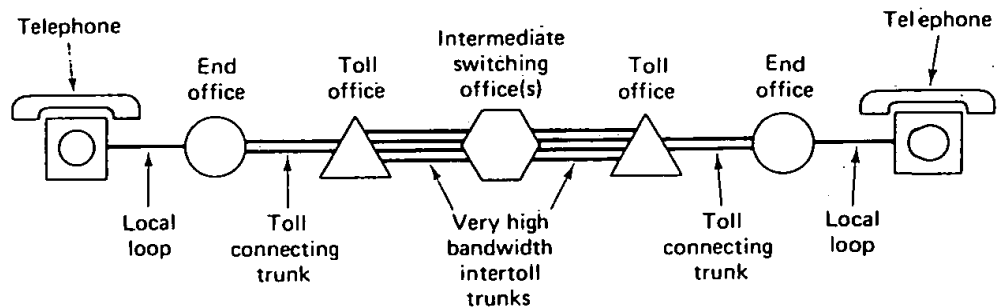 Telephone
End
office
Toll
office
Intermediate
switching
office(s)
Toll
office
End
office
Telephone
Local
loop
Toll
connecting
trunk
Very high
bandwidth
intertoll
trunks
Toll
connecting
trunk
Local
loop